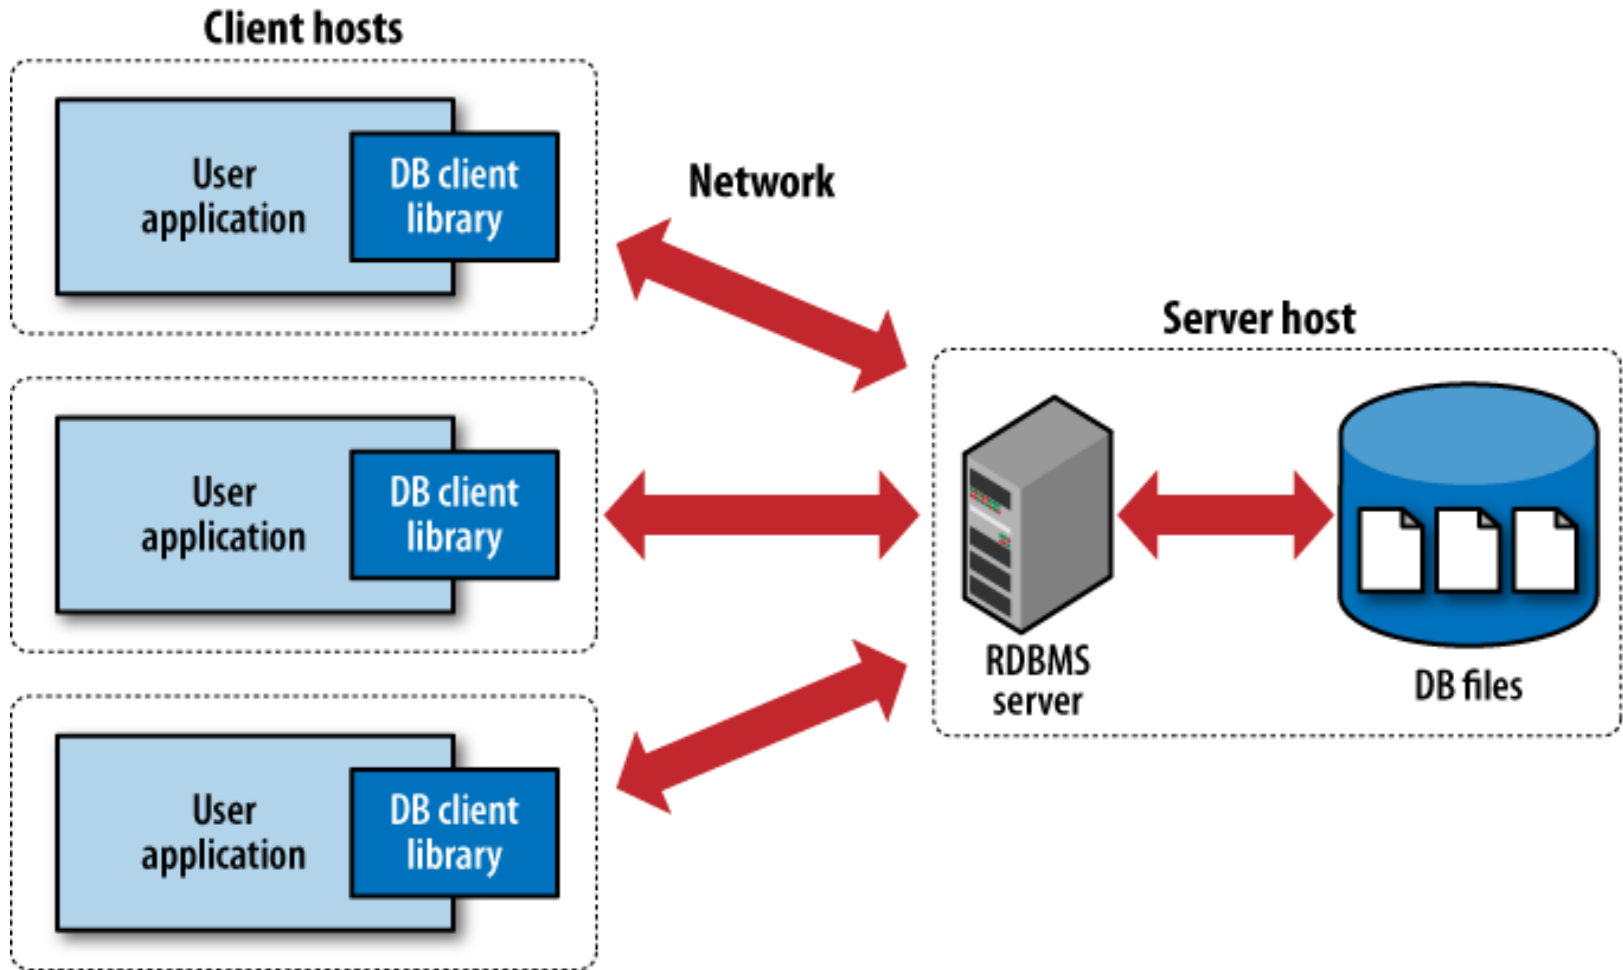 Client hosts
User
application
DB client
library
Network
User
application
DB client
library
Server host
RDBMS
server
DB files
User
application
DB client
library